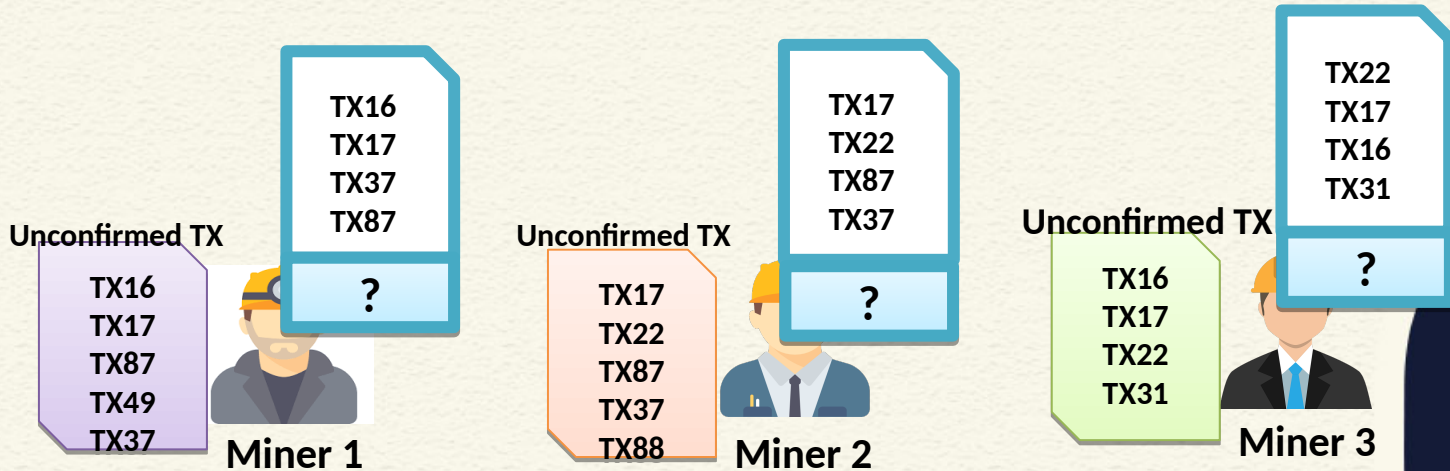 Unconfirmed TX
TX16
TX17
TX87
TX49
TX37
TX16
TX17
TX37
TX87
?
Miner 1
Unconfirmed TX
TX17
TX22
TX87
TX37
TX88
TX17
TX22
TX87
TX37
?
Miner 2
Unconfirmed TX
TX16
TX17
TX22
TX31
TX22
TX17
TX16
TX31
?
Miner 3